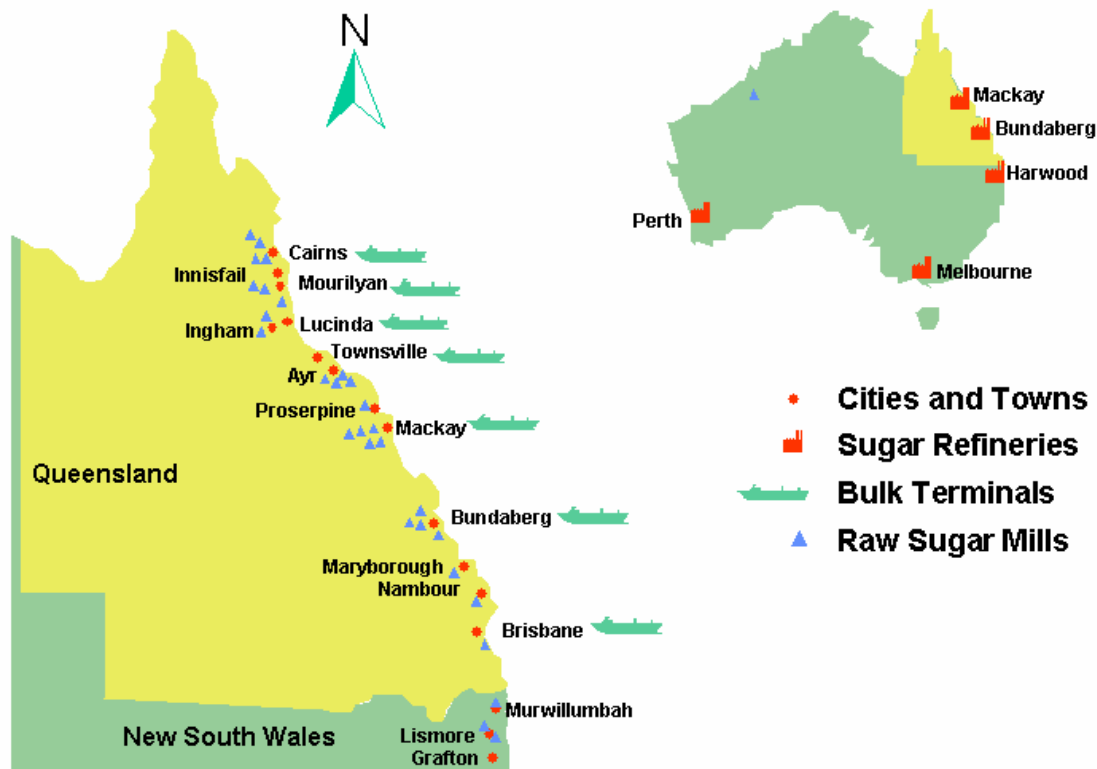 N
Cairns
Innisfail
Mourilyan
Lucinda
Ingham
Townsville
Ayr
Proserpine
Mackay
Queensland
Bundaberg
Maryborough
Nambour
Brisbane
Murwillumbah
New South Wales
Lismore
Grafton
Mackay
Bundaberg
Harwood
Perth
Melbourne
Cities and Towns
Sugar Refineries
Bulk Terminals
Raw Sugar Mills